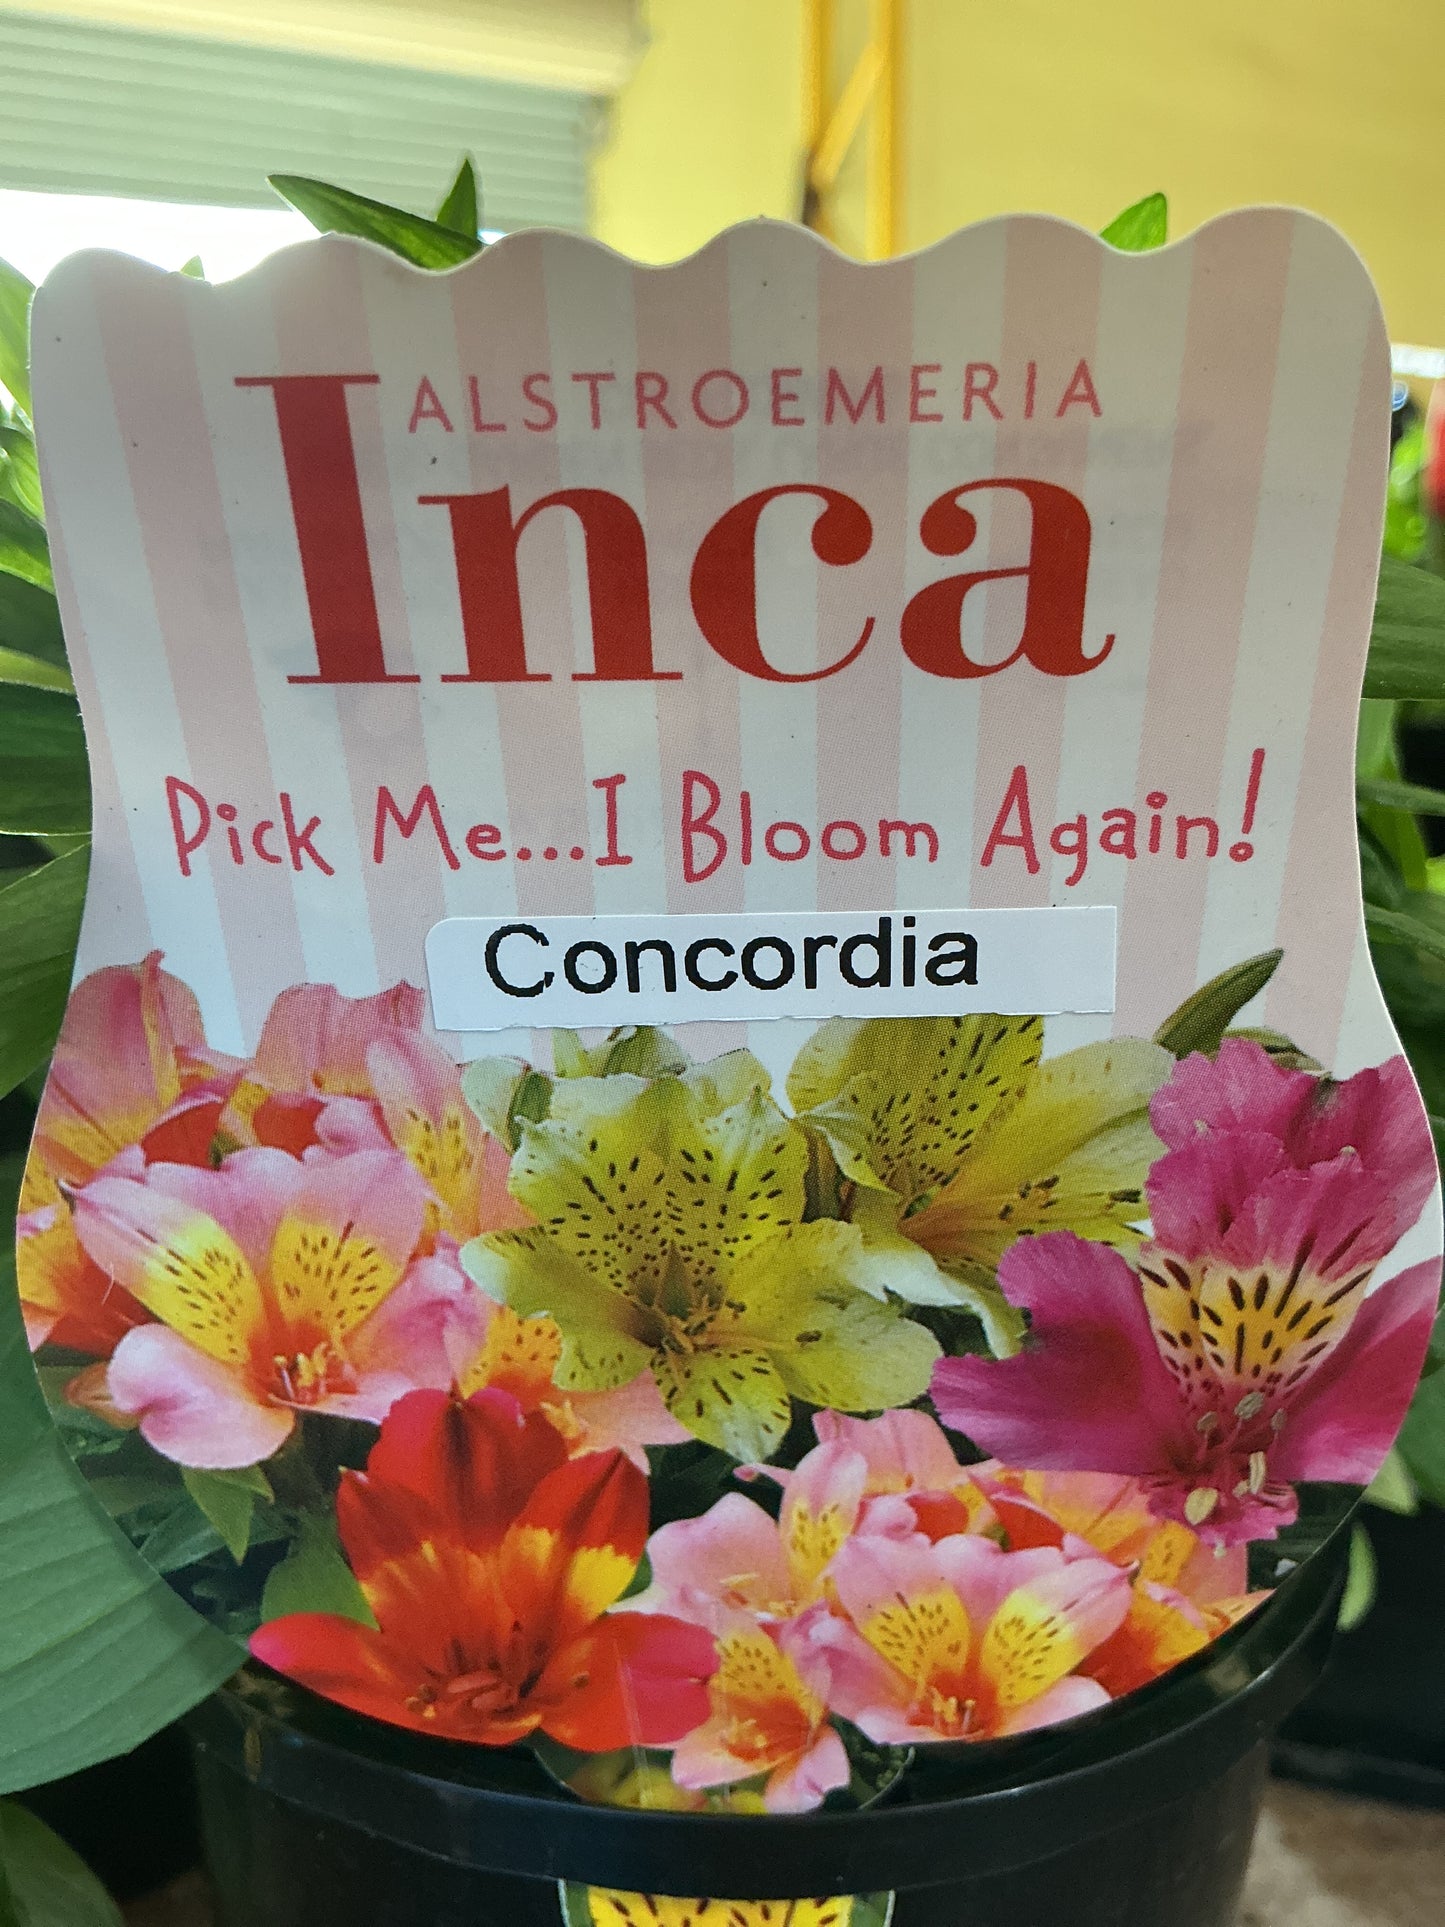 ALSTROEMERIA
Inca
Pick Me...I Bloom Again!
Concordia